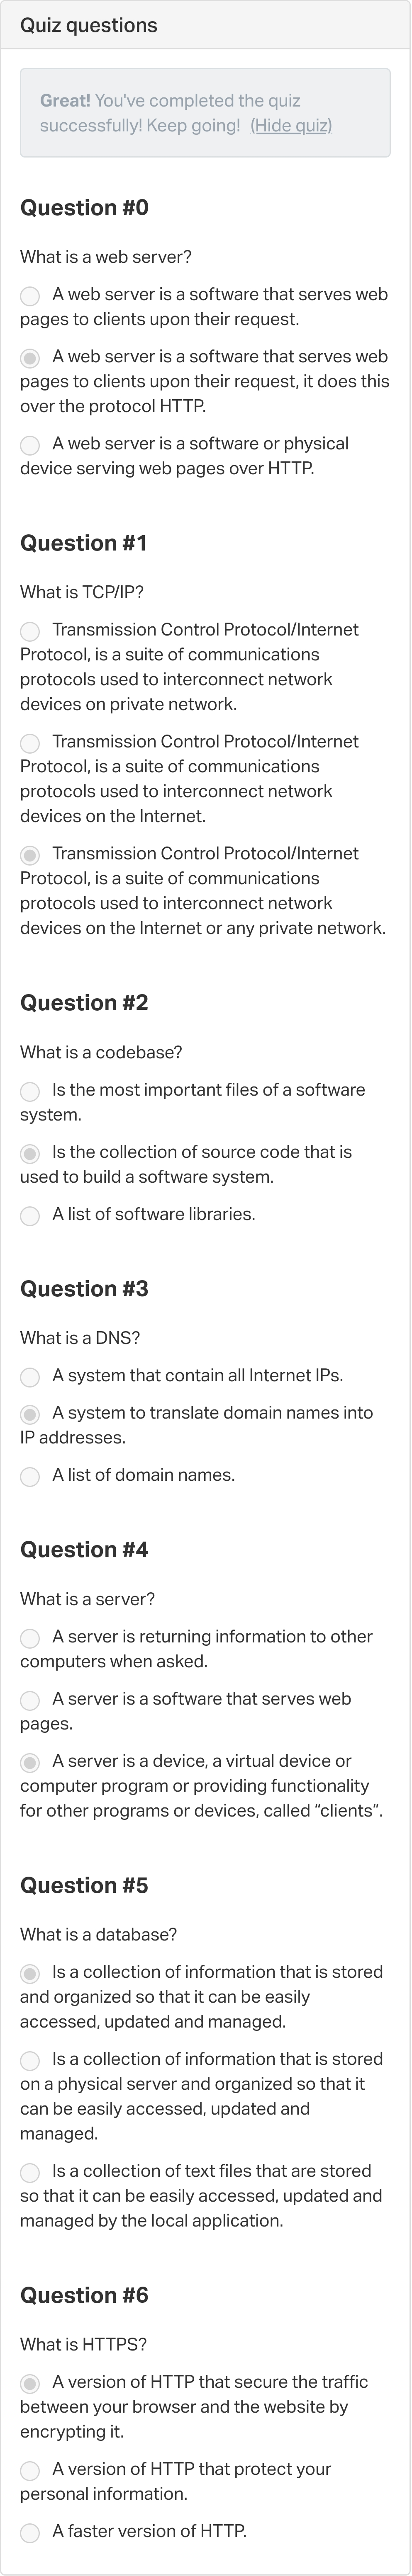 Quiz questions
Great! You've completed the quiz
successfully! Keep going!  (Hide quiz)
Question #0
What is a web server?
A web server is a software that serves web
pages to clients upon their request.
A web server is a software that serves web
pages to clients upon their request, it does this
over the protocol HTTP.
A web server is a software or physical
device serving web pages over HTTP.
Question #1
What is TCP/IP?
Transmission Control Protocol/Internet
Protocol, is a suite of communications
protocols used to interconnect network
devices on private network.
Transmission Control Protocol/Internet
Protocol, is a suite of communications
protocols used to interconnect network
devices on the Internet.
Transmission Control Protocol/Internet
Protocol, is a suite of communications
protocols used to interconnect network
devices on the Internet or any private network.
Question #2
What is a codebase?
Is the most important files of a software
system.
Is the collection of source code that is
used to build a software system.
A list of software libraries.
Question #3
What is a DNS?
A system that contain all Internet IPs.
A system to translate domain names into
IP addresses.
A list of domain names.
Question #4
What is a server?
A server is returning information to other
computers when asked.
A server is a software that serves web
pages.
A server is a device, a virtual device or
computer program or providing functionality
for other programs or devices, called “clients”.
Question #5
What is a database?
Is a collection of information that is stored
and organized so that it can be easily
accessed, updated and managed.
Is a collection of information that is stored
on a physical server and organized so that it
can be easily accessed, updated and
managed.
Is a collection of text files that are stored
so that it can be easily accessed, updated and
managed by the local application.
Question #6
What is HTTPS?
A version of HTTP that secure the traffic
between your browser and the website by
encrypting it.
A version of HTTP that protect your
personal information.
A faster version of HTTP.